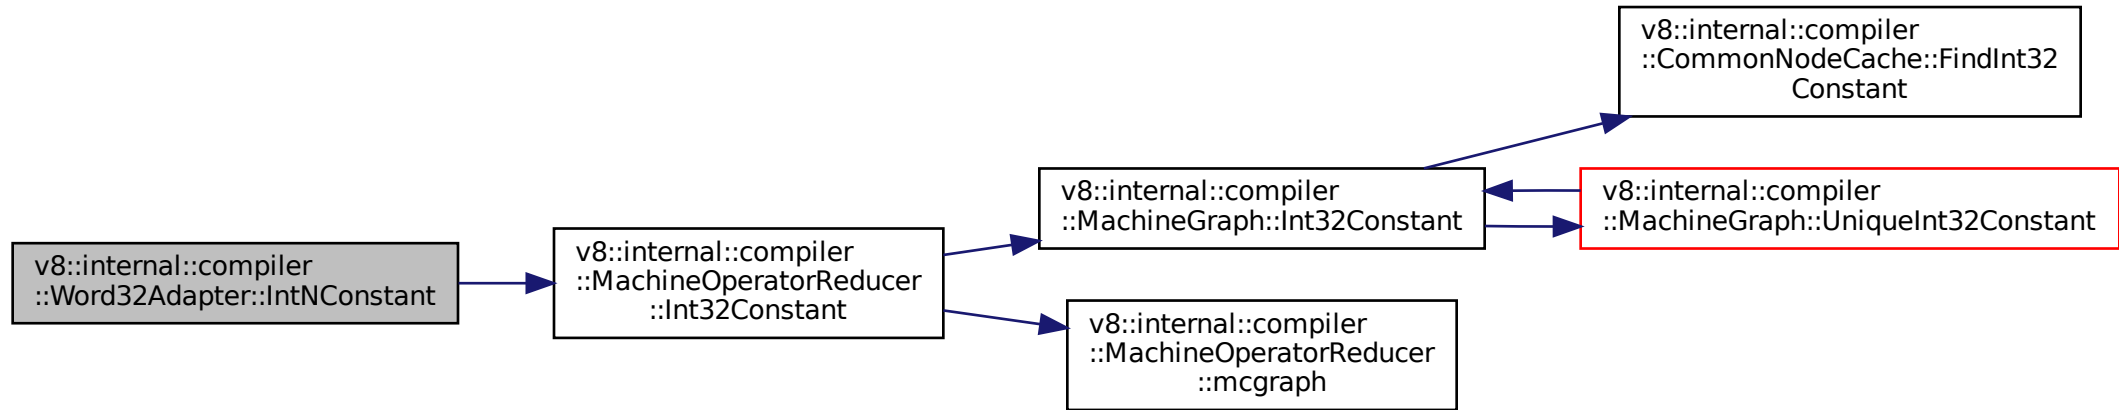 v8::internal::compiler
::Word32Adapter::IntNConstant
v8::internal::compiler
::MachineOperatorReducer
::Int32Constant
v8::internal::compiler
::MachineGraph::Int32Constant
v8::internal::compiler
::CommonNodeCache::FindInt32
Constant
v8::internal::compiler
::MachineGraph::UniqueInt32Constant
v8::internal::compiler
::MachineOperatorReducer
::mcgraph